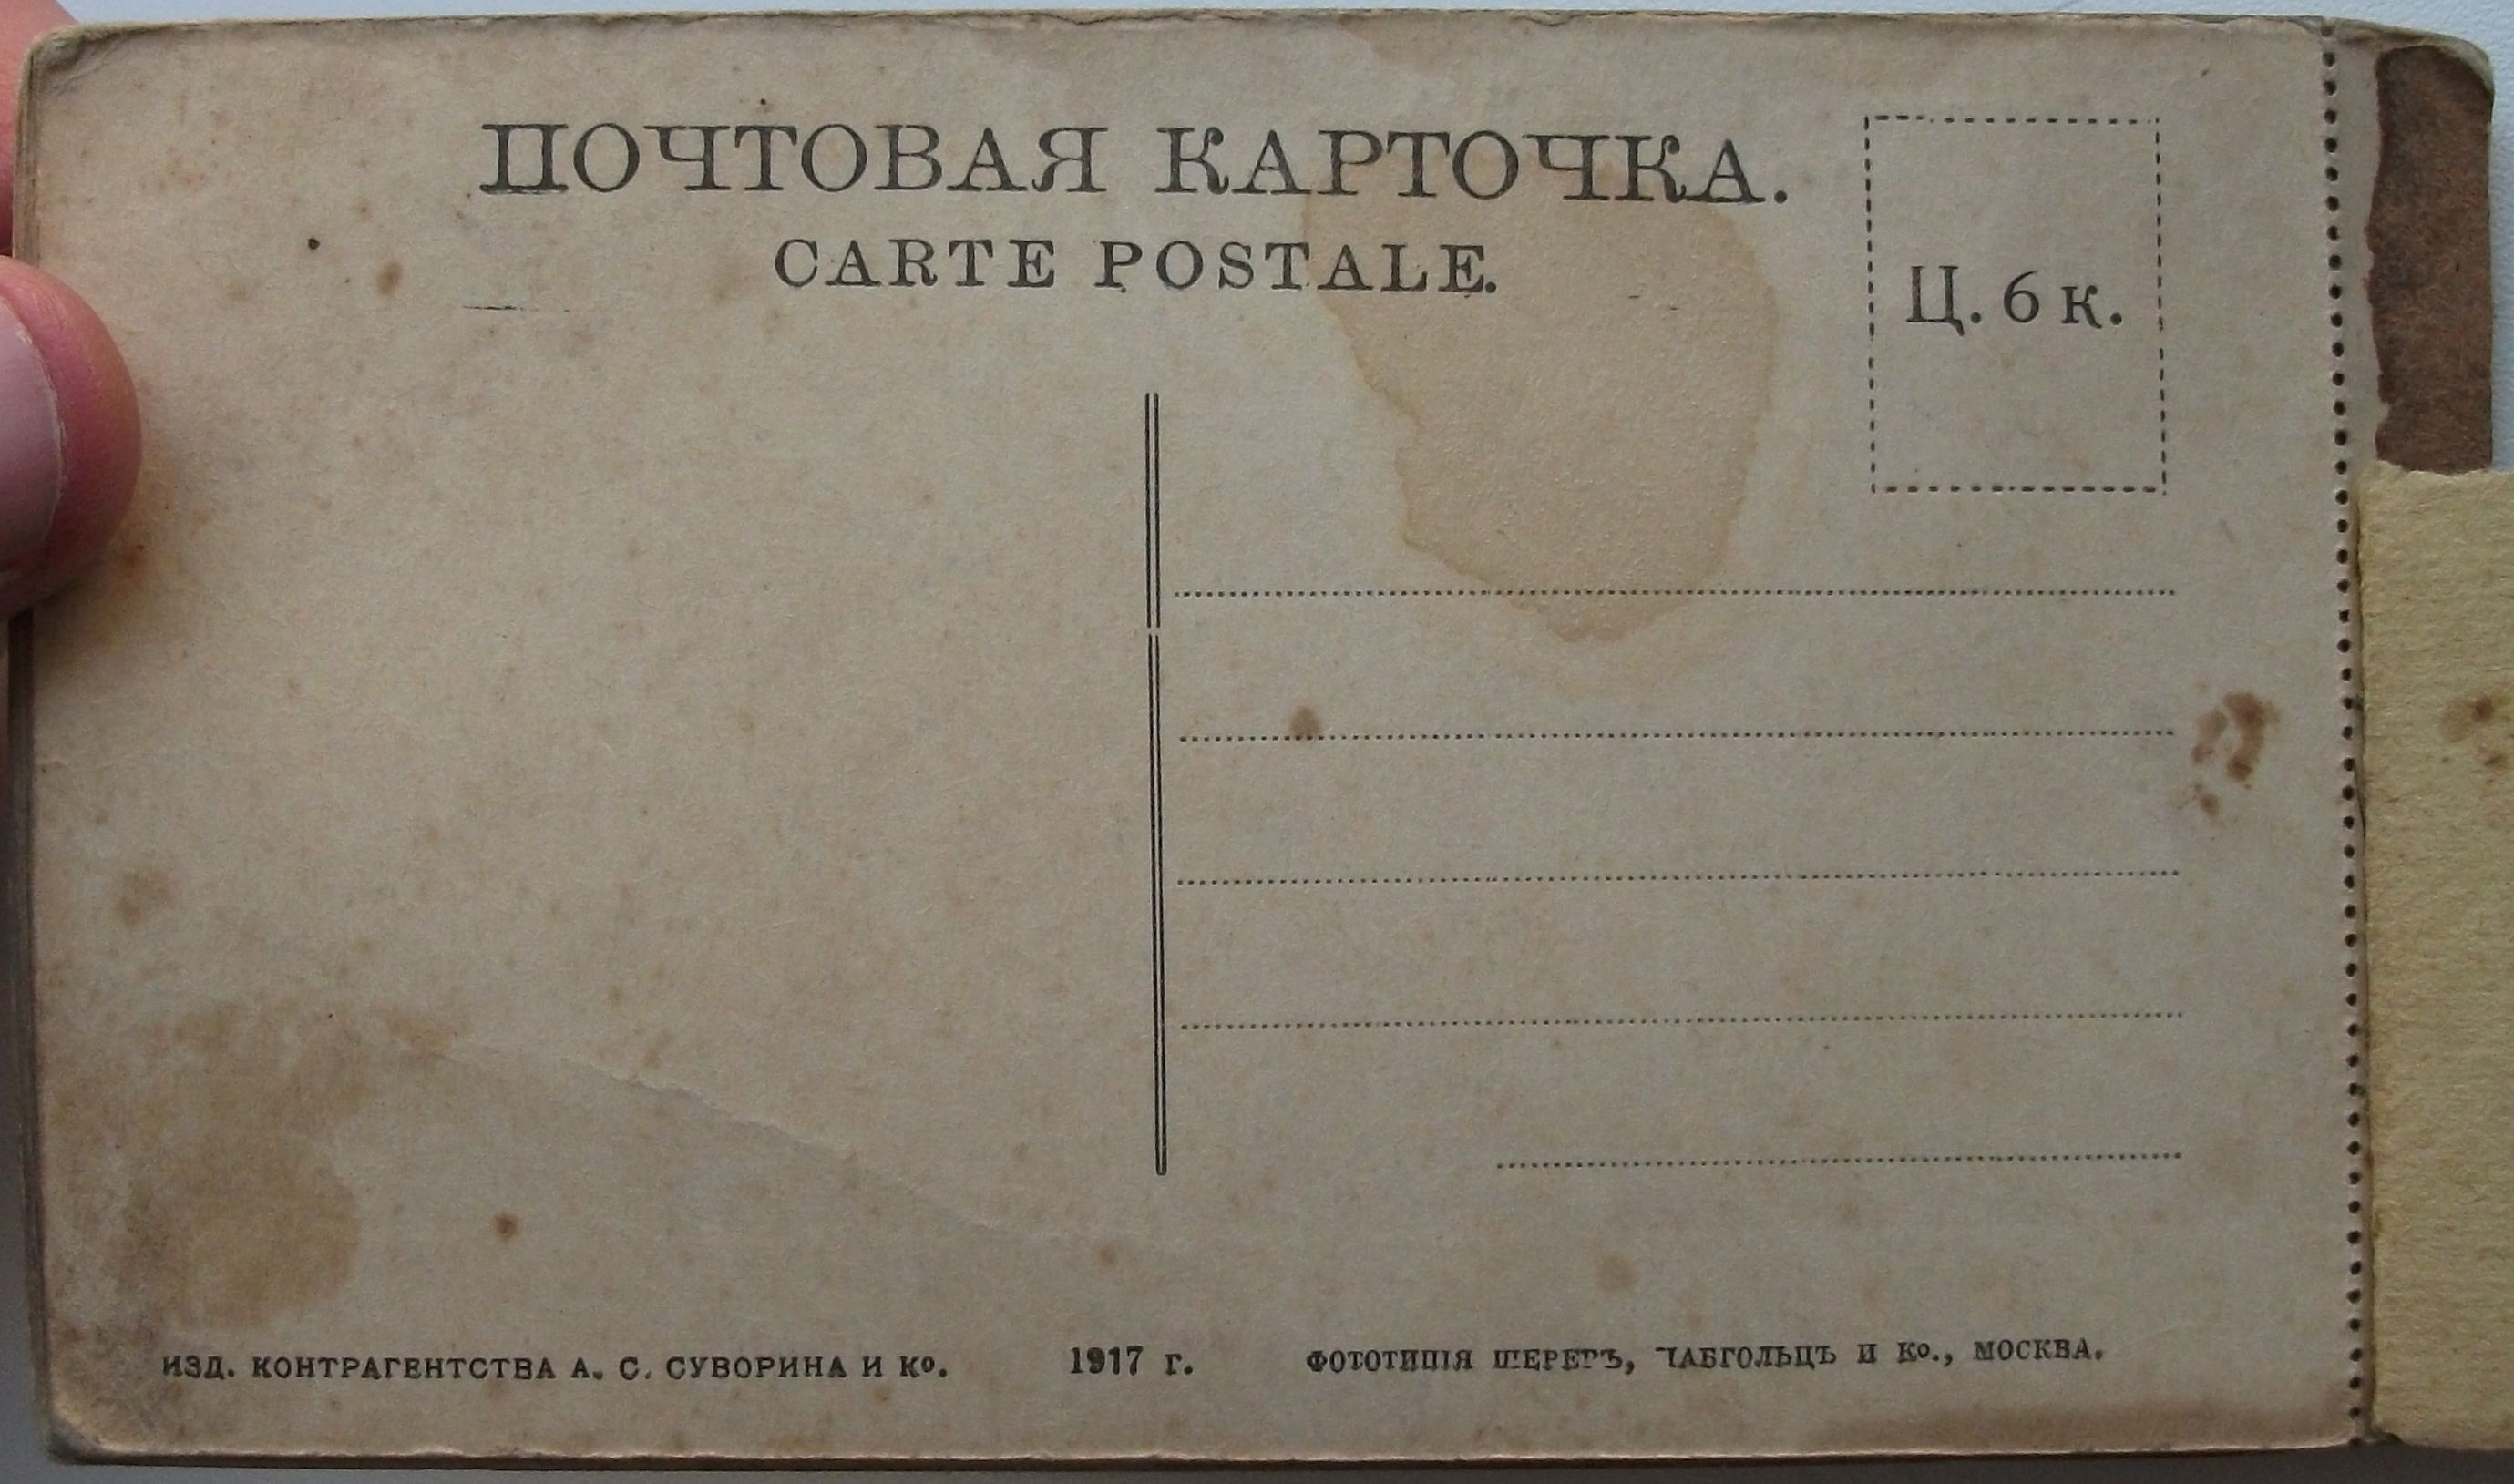 ПОЧТОВАЯ КАРТОЧКА.
CARTE POSTALE.
Ц. 6 к.
ИЗД. КОНТРАГЕНТСТВА А. С. СУВОРИНА И Ко.
1917 г.
ФОТОТИПІЯ ШЕРЕРЪ, НАБГОЛЬЦЪ И Ко., МОСКВА.